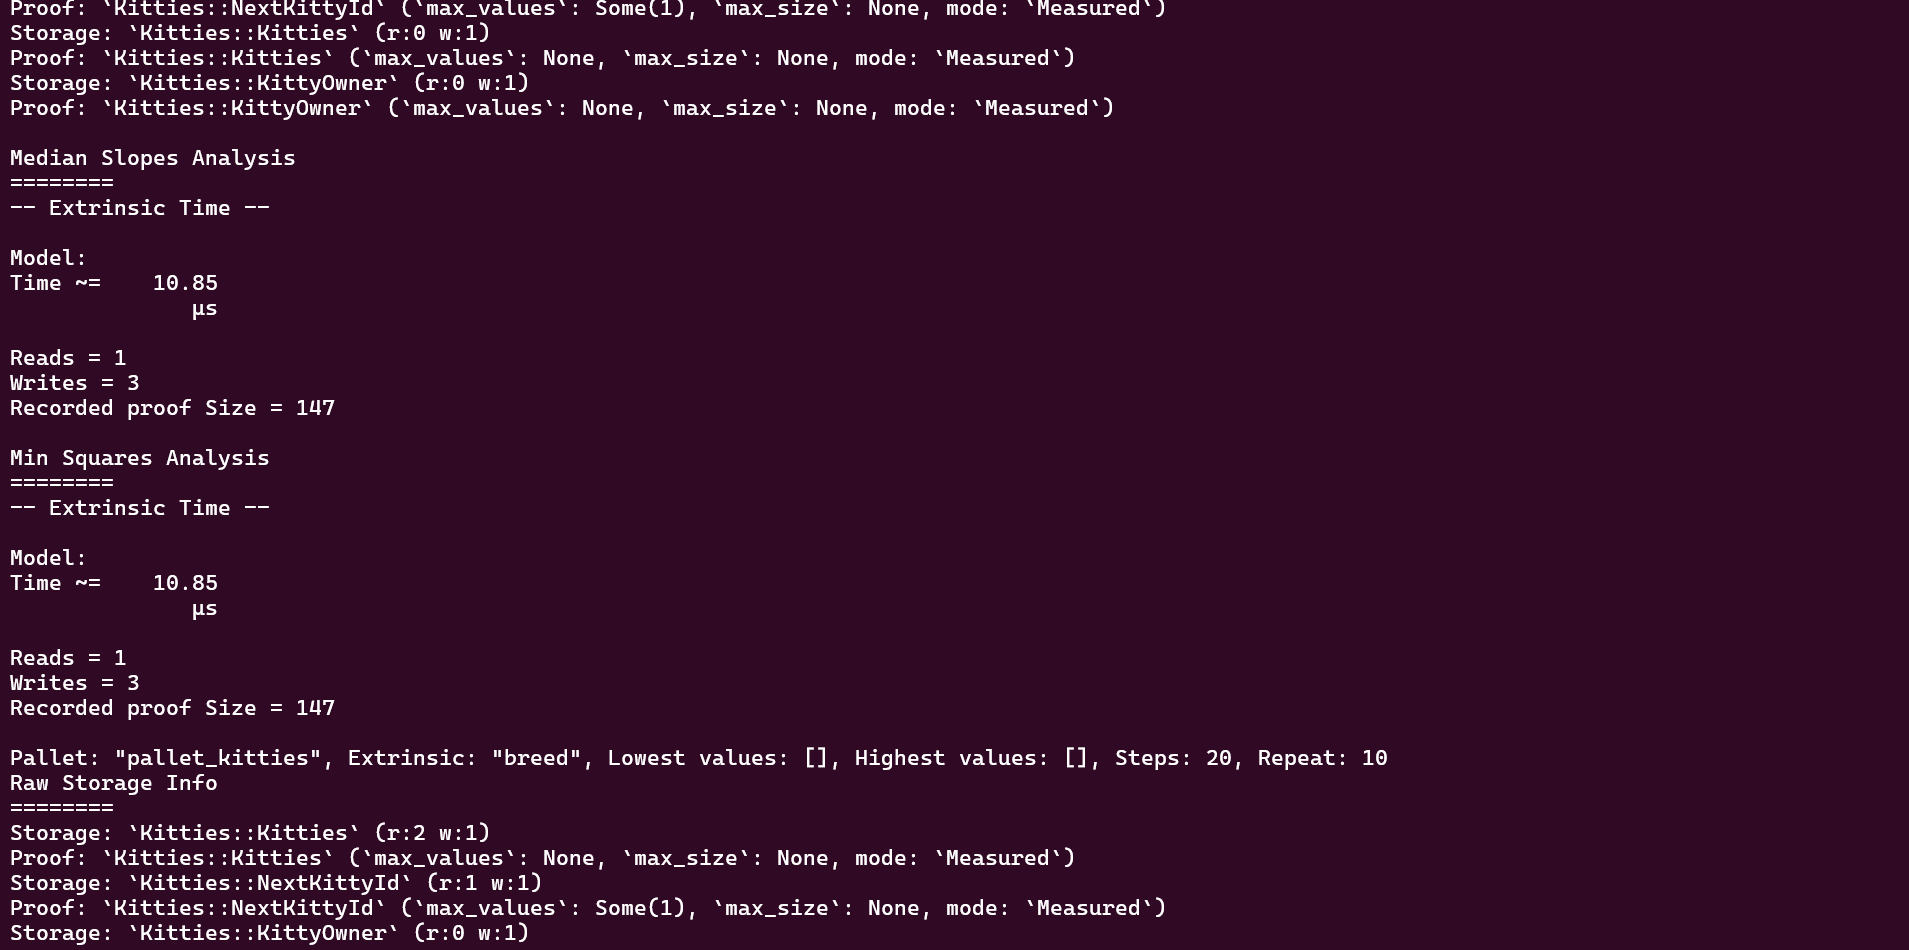 Proof: `Kitties::NextKittyId` (`max_values`: Some(1), `max_size`: None, mode: `Measured`)
Storage: `Kitties::Kitties` (r:0 w:1)
Proof: `Kitties::Kitties` (`max_values`: None, `max_size`: None, mode: `Measured`)
Storage: `Kitties::KittyOwner` (r:0 w:1)
Proof: `Kitties::KittyOwner` (`max_values`: None, `max_size`: None, mode: `Measured`)
Median Slopes Analysis
========
-- Extrinsic Time --
Model:
Time ~=    10.85
              µs
Reads = 1
Writes = 3
Recorded proof Size = 147
Min Squares Analysis
========
-- Extrinsic Time --
Model:
Time ~=    10.85
              µs
Reads = 1
Writes = 3
Recorded proof Size = 147
Pallet: "pallet_kitties", Extrinsic: "breed", Lowest values: [], Highest values: [], Steps: 20, Repeat: 10
Raw Storage Info
========
Storage: `Kitties::Kitties` (r:2 w:1)
Proof: `Kitties::Kitties` (`max_values`: None, `max_size`: None, mode: `Measured`)
Storage: `Kitties::NextKittyId` (r:1 w:1)
Proof: `Kitties::NextKittyId` (`max_values`: Some(1), `max_size`: None, mode: `Measured`)
Storage: `Kitties::KittyOwner` (r:0 w:1)